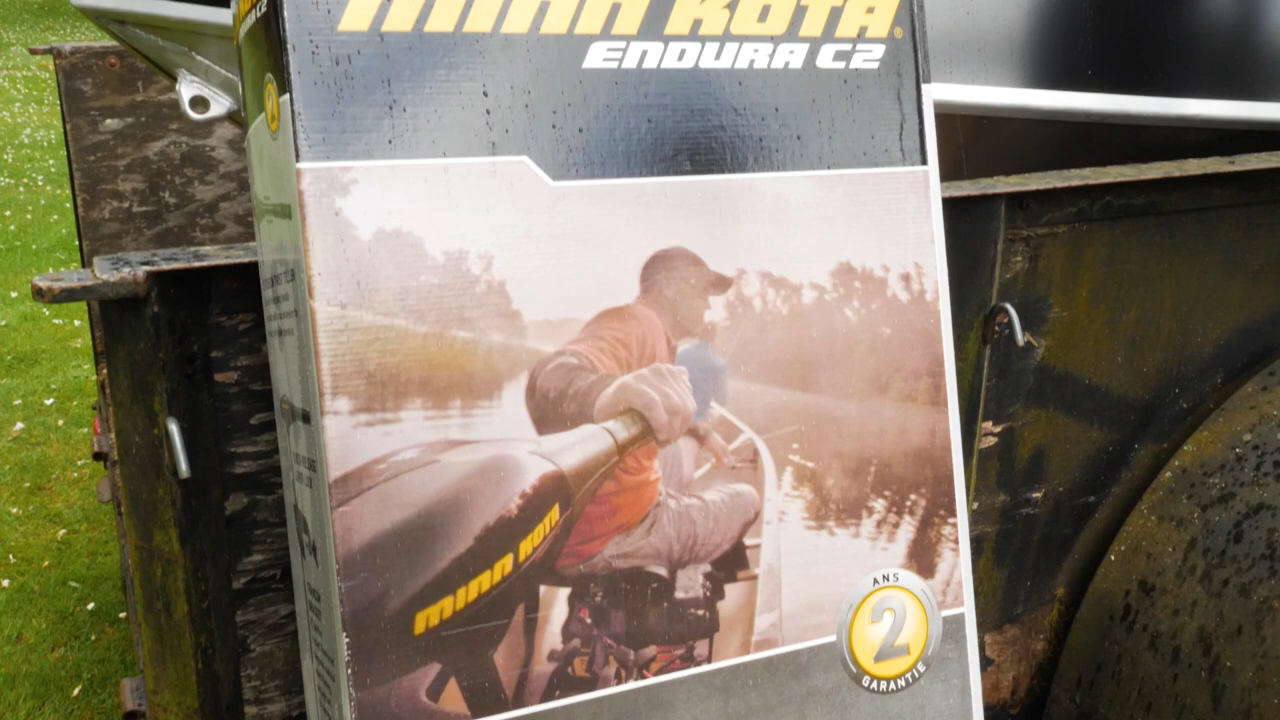 MINN KOTA®
ENDURA C2
MINN KOTA
ANS
2
GARANTIE